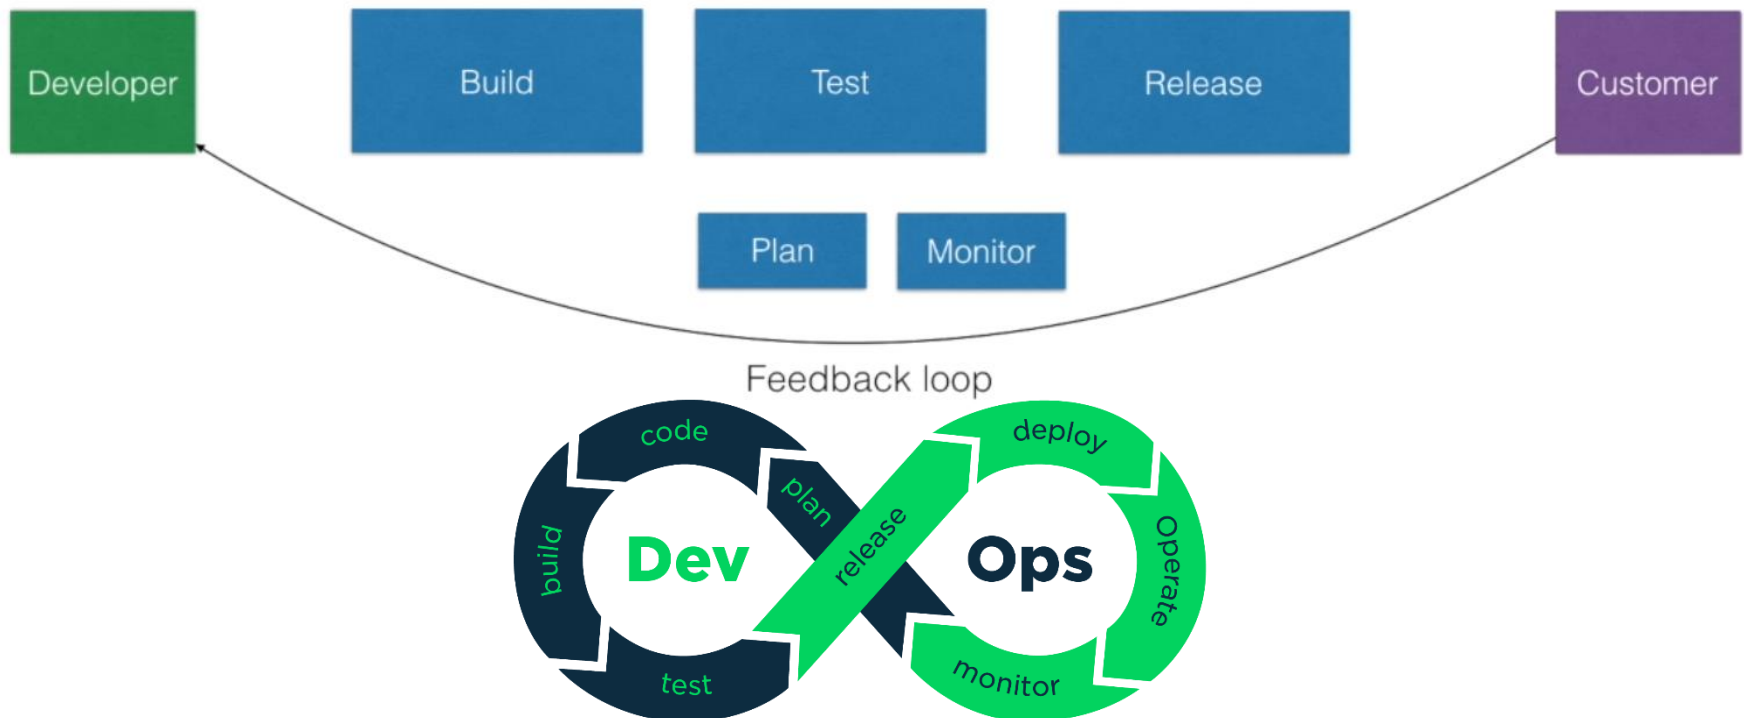 Developer
Build
Test
Release
Customer
Plan
Monitor
Feedback loop
code
deploy
plan
release
build
Dev
Ops
Operate
test
monitor